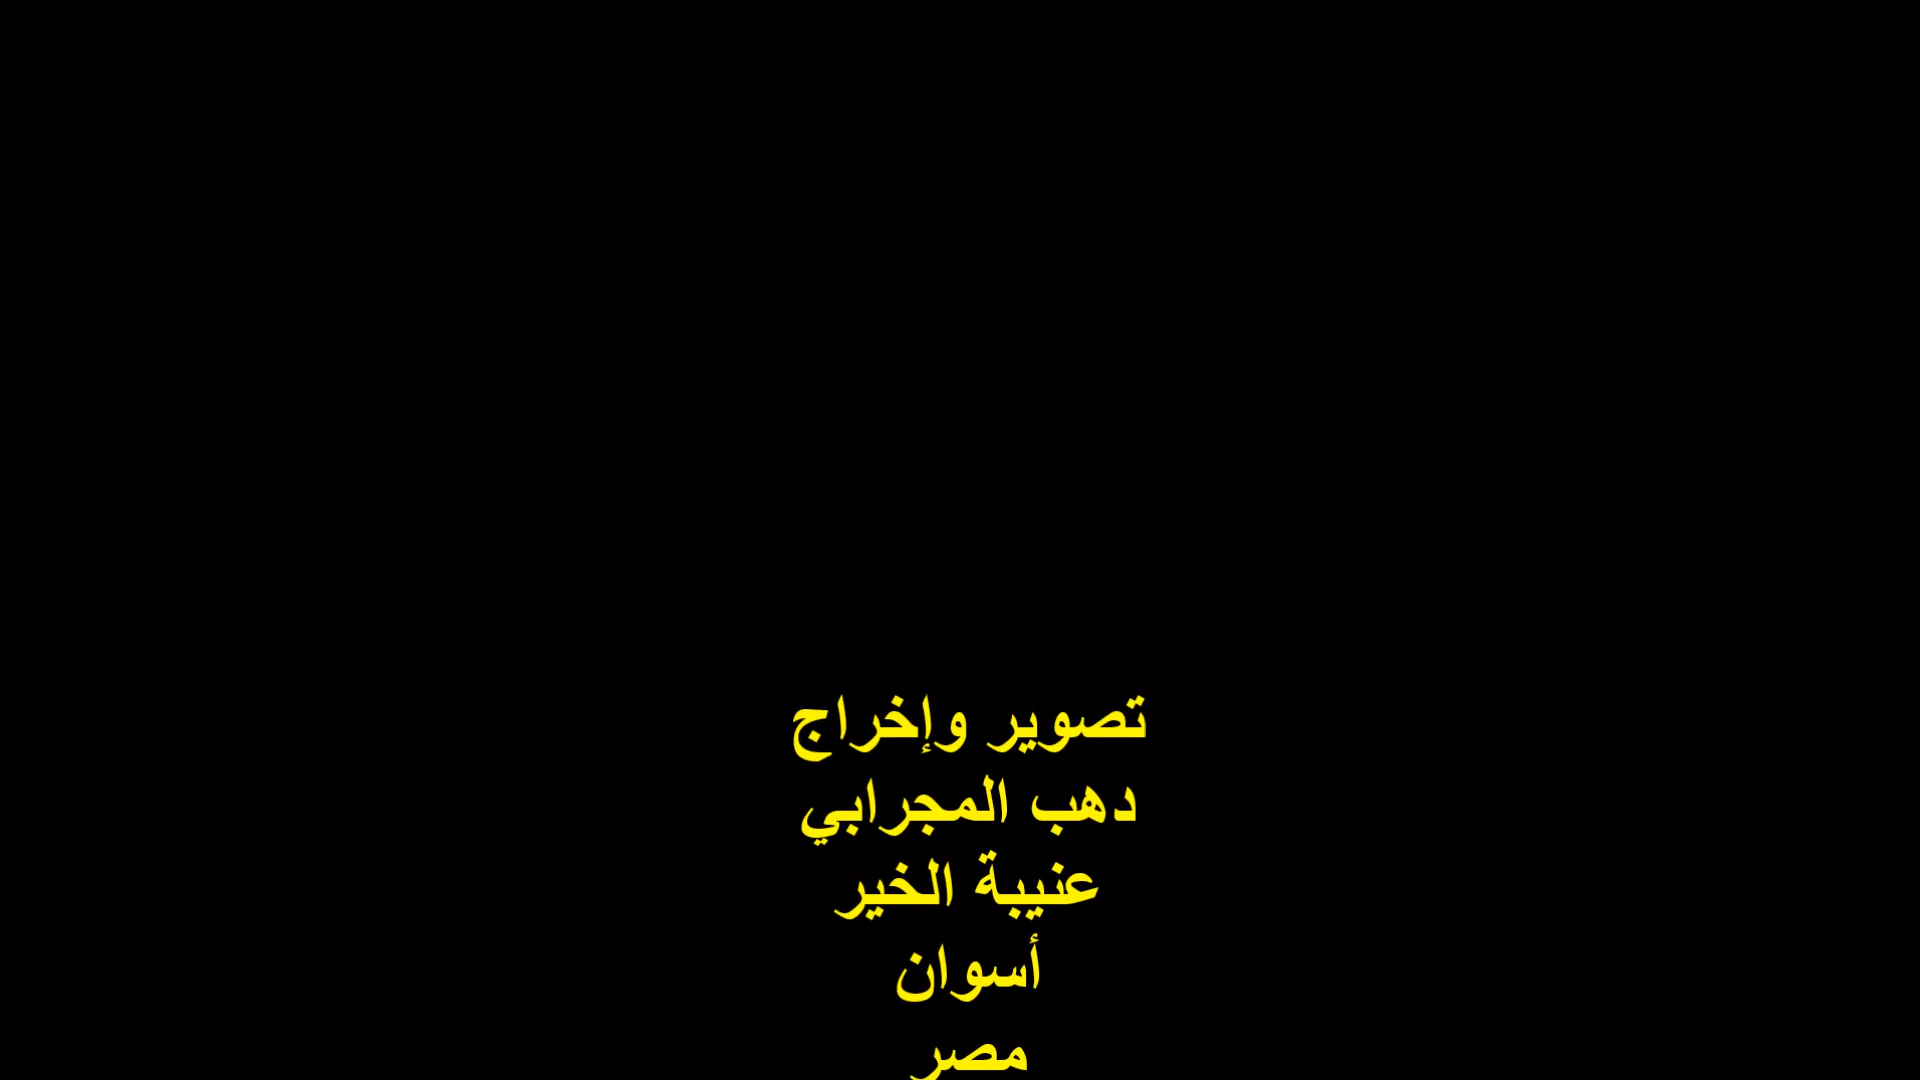 تصوير وإخراج
دهب المجرابي
عنيبة الخير
أسوان
مصر